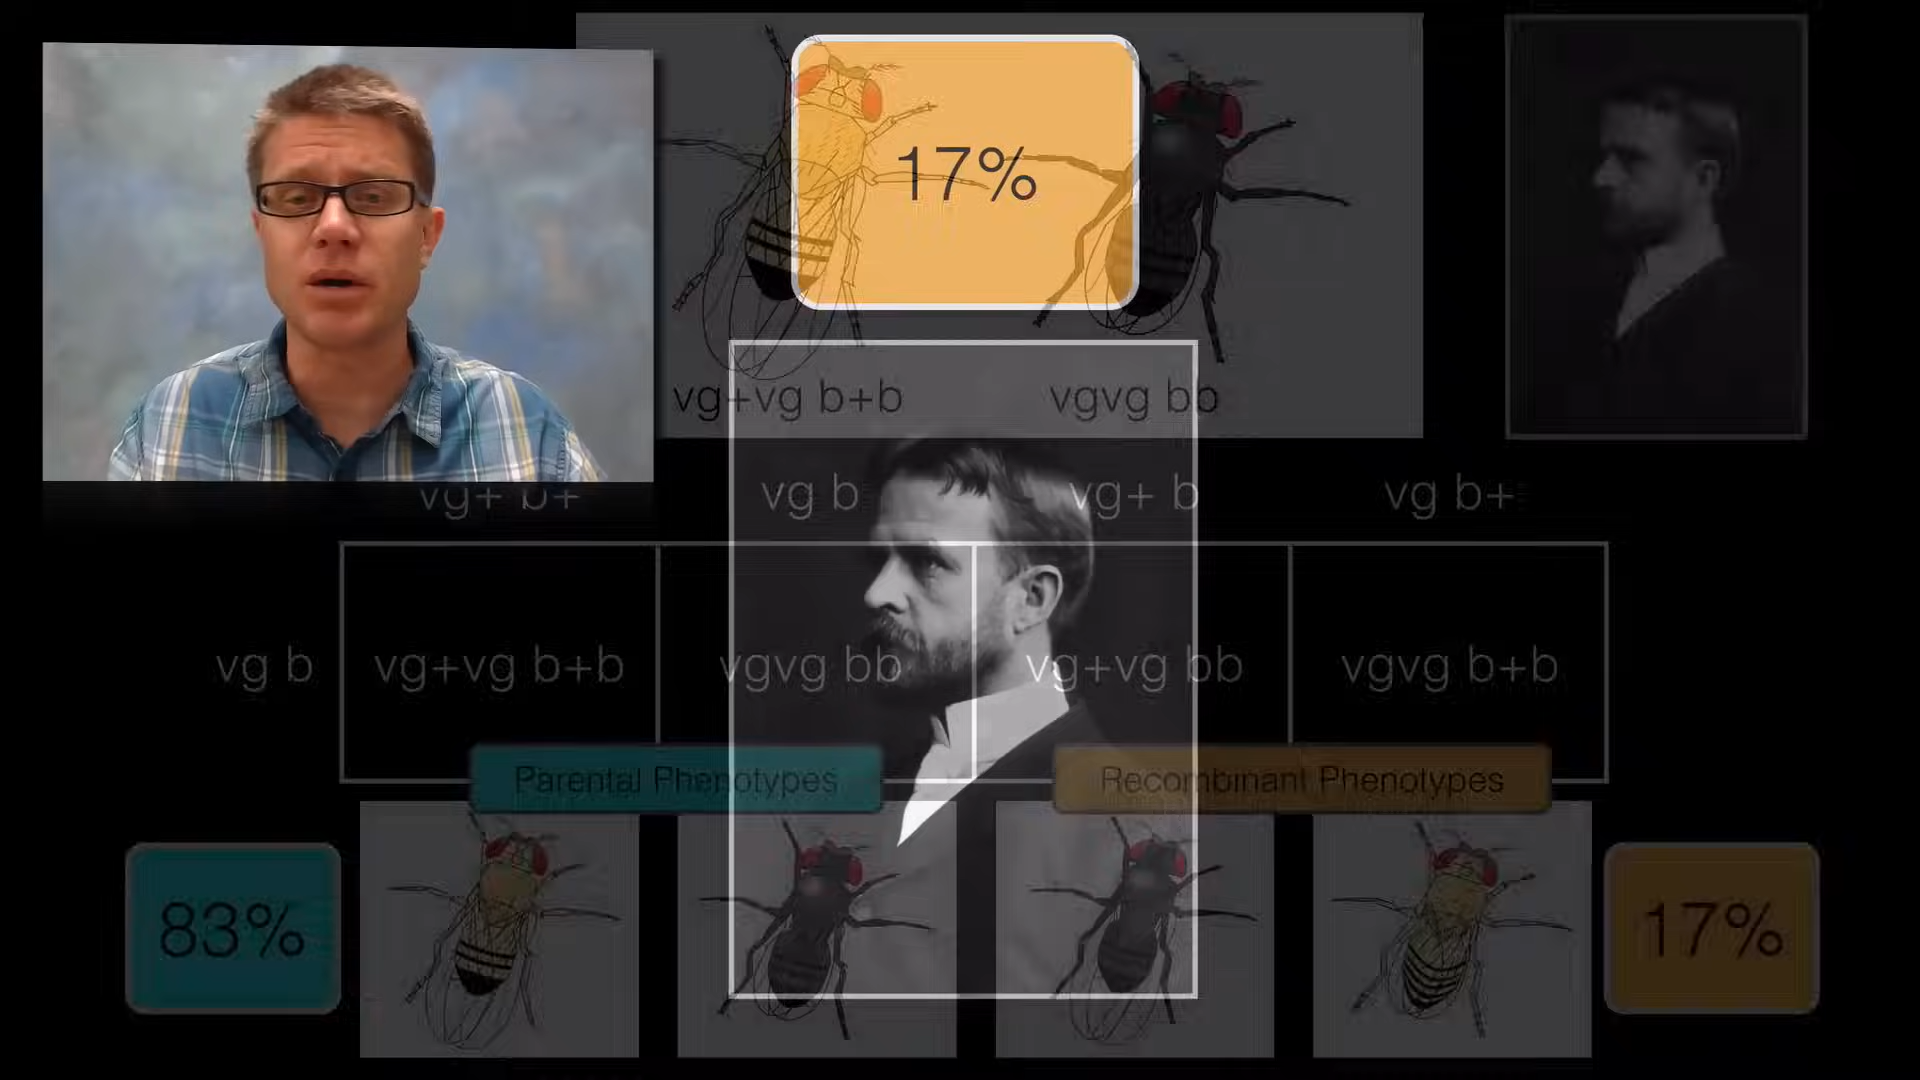 17%
vg+vg b+b
vgvg bb
vg+ b+
vg b
vg+ b
vg b+
vg b
vg+vg b+b
vgvg bb
vg+vg bb
vgvg b+b
Parental Phenotypes
Recombinant Phenotypes
83%
17%